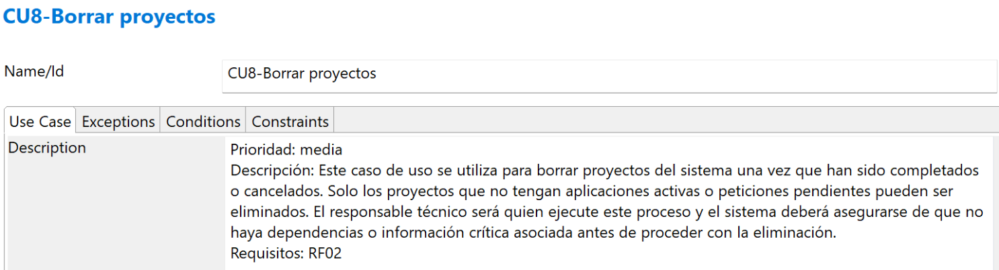 CU8-Borrar proyectos
Name/Id
CU8-Borrar proyectos
Use Case Exceptions Conditions Constraints
Description
Prioridad: media
Descripción: Este caso de uso se utiliza para borrar proyectos del sistema una vez que han sido completados
o cancelados. Solo los proyectos que no tengan aplicaciones activas o peticiones pendientes pueden ser
eliminados. El responsable técnico será quien ejecute este proceso y el sistema deberá asegurarse de que no
haya dependencias o información crítica asociada antes de proceder con la eliminación.
Requisitos: RF02